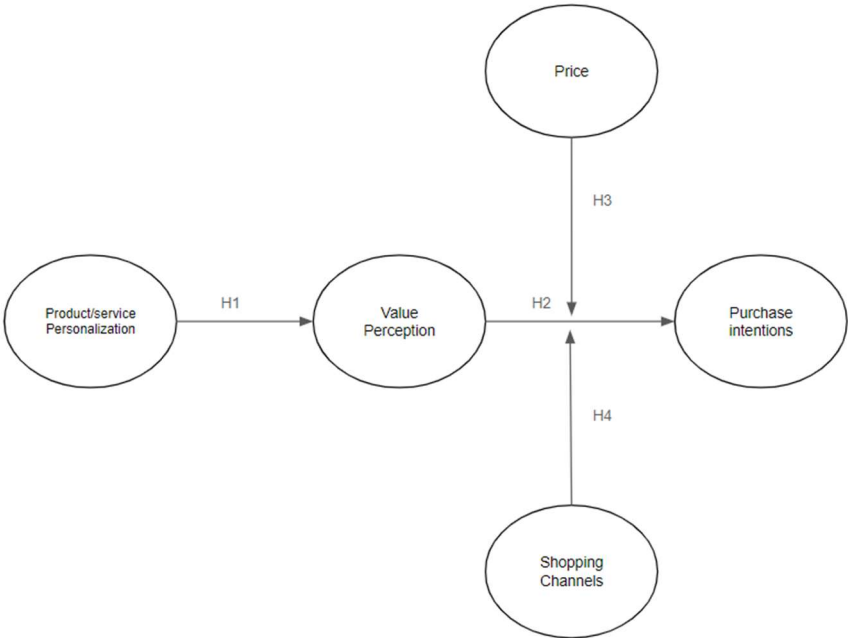 Price
H3
Product/service
Personalization
H1
Value
Perception
H2
Purchase
intentions
H4
Shopping
Channels